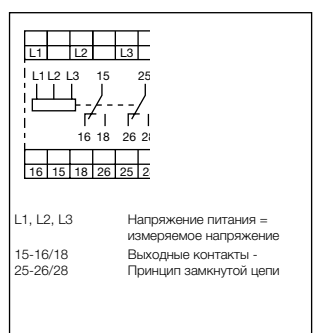 L1 L2 L3
L1 L2 L3 15 25
16 18 26
16 15 18 26 25
L1, L2, L3 Напряжение питания =
измеряемое напряжение
15-16/18 Выходные контакты -
25-26/28 Принцип замкнутой цепи